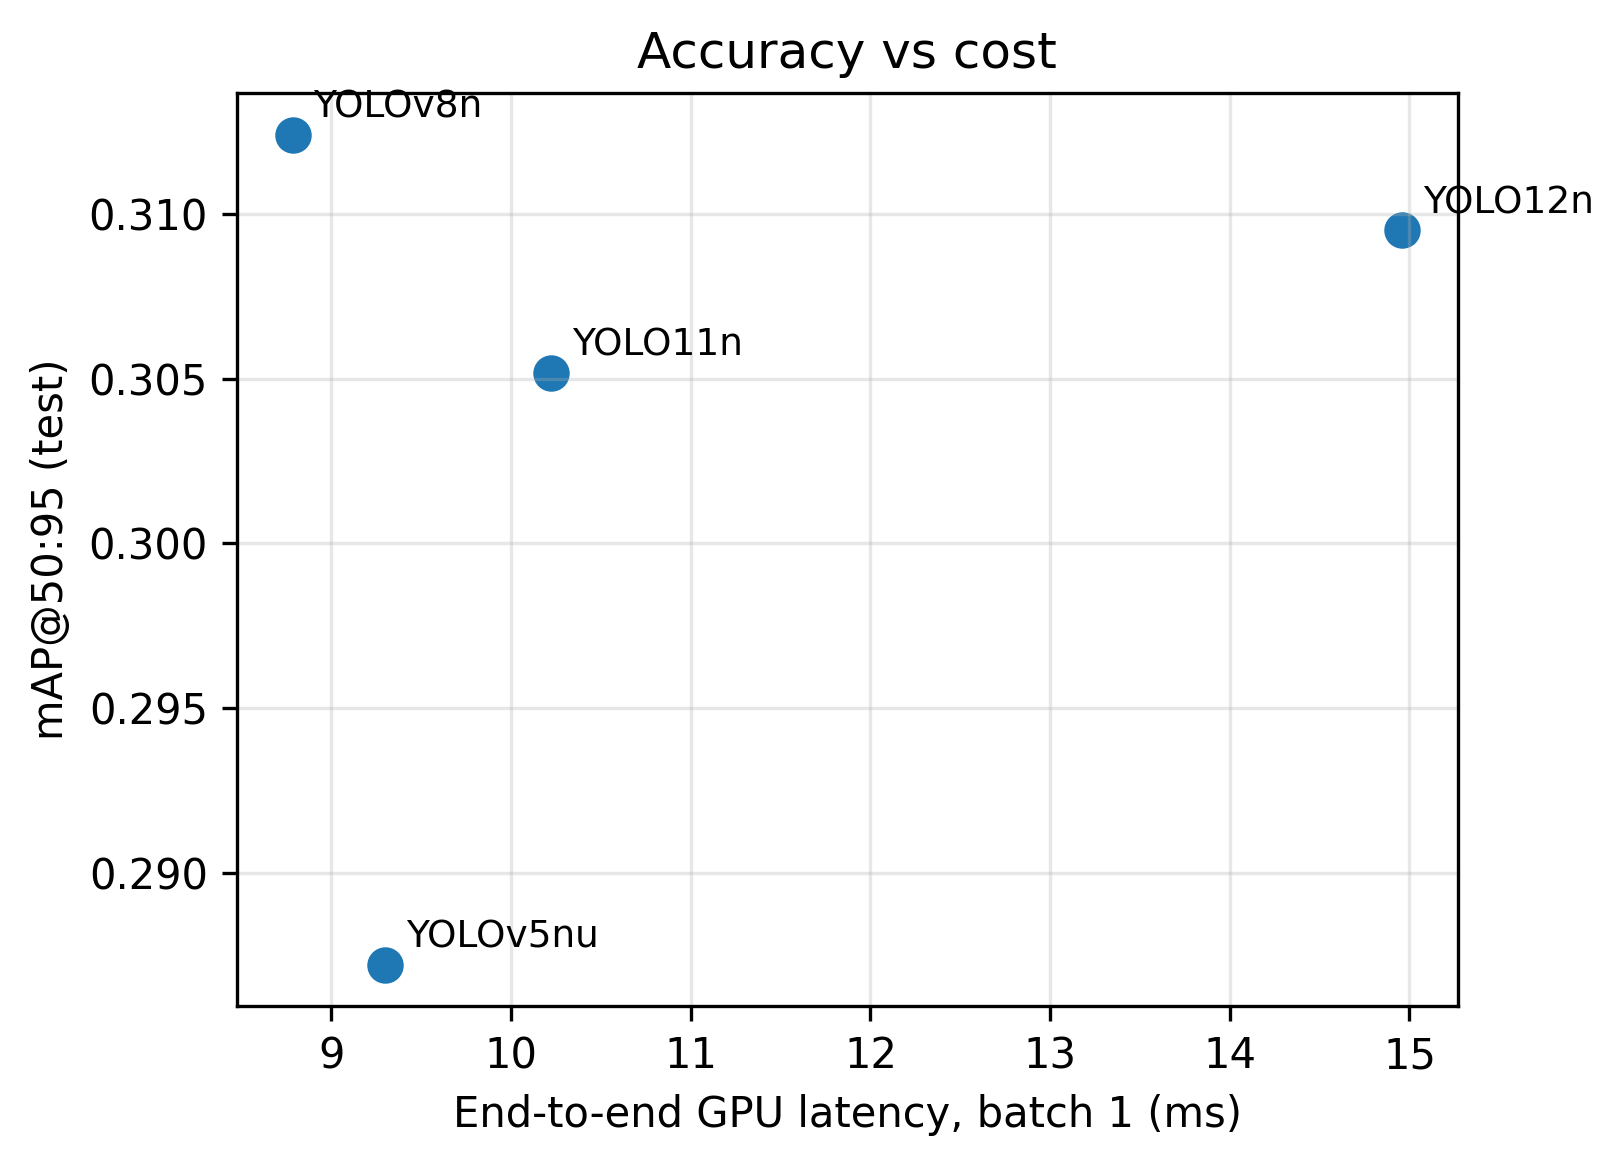 Accuracy vs cost
YOLOv8n
YOLO12n
0.310
YOLO11n
0.305
0.300
0.295
0.290
YOLOv5nu
mAP@50:95 (test)
9 10 11 12 13 14 15
End-to-end GPU latency, batch 1 (ms)